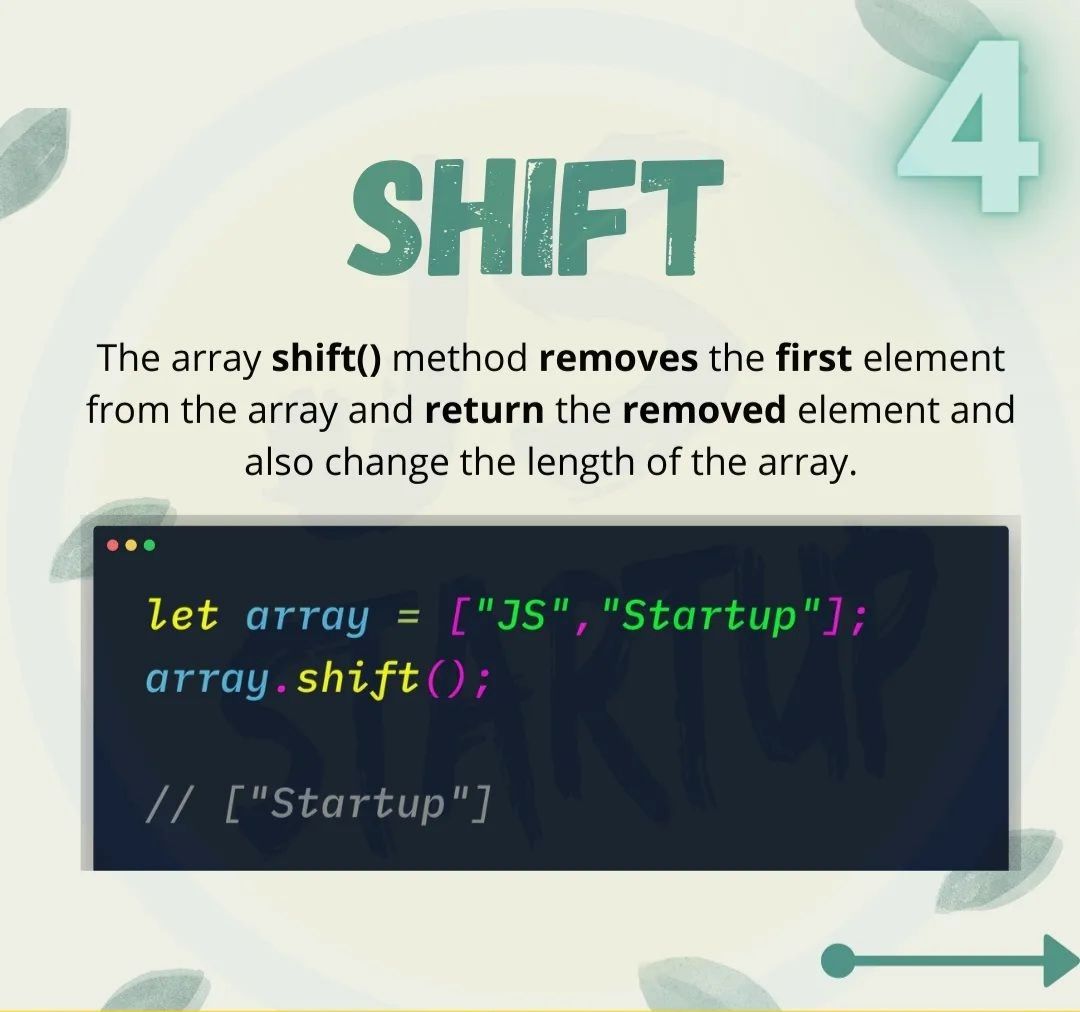 4
SHIFT
The array shift() method removes the first element
from the array and return the removed element and
also change the length of the array.
let array = ["JS","Startup"];
array.shift();
// ["Startup"]
JS
STARTUP